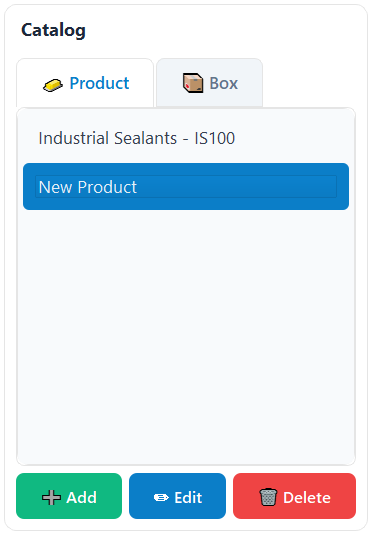 Catalog
Product
Box
Industrial Sealants - IS100
New Product
Add
Edit
Delete